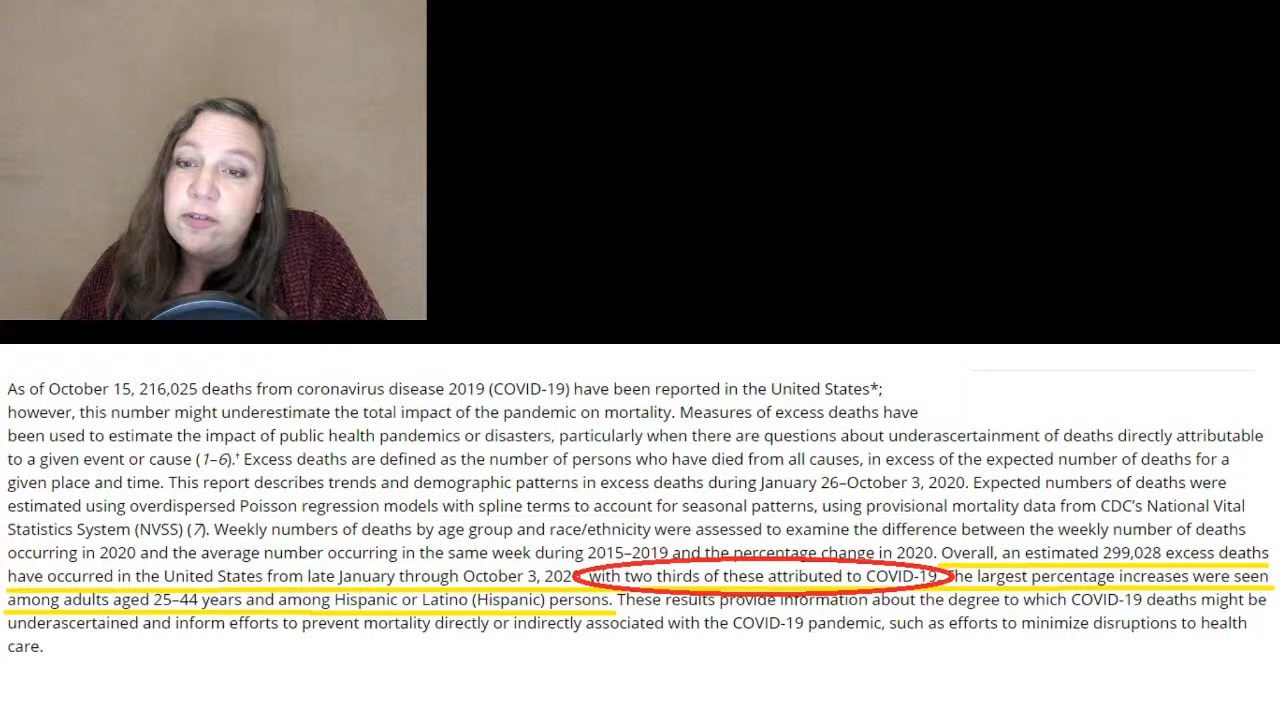 As of October 15, 216,025 deaths from coronavirus disease 2019 (COVID-19) have been reported in the United States*;
however, this number might underestimate the total impact of the pandemic on mortality. Measures of excess deaths have
been used to estimate the impact of public health pandemics or disasters, particularly when there are questions about underascertainment of deaths directly attributable
to a given event or cause (1–6).† Excess deaths are defined as the number of persons who have died from all causes, in excess of the expected number of deaths for a
given place and time. This report describes trends and demographic patterns in excess deaths during January 26–October 3, 2020. Expected numbers of deaths were
estimated using overdispersed Poisson regression models with spline terms to account for seasonal patterns, using provisional mortality data from CDC's National Vital
Statistics System (NVSS) (7). Weekly numbers of deaths by age group and race/ethnicity were assessed to examine the difference between the weekly number of deaths
occurring in 2020 and the average number occurring in the same week during 2015–2019 and the percentage change in 2020. Overall, an estimated 299,028 excess deaths
have occurred in the United States from late January through October 3, 202 with two thirds of these attributed to COVID-19. The largest percentage increases were seen
among adults aged 25–44 years and among Hispanic or Latino (Hispanic) persons. These results provide information about the degree to which COVID-19 deaths might be
underascertained and inform efforts to prevent mortality directly or indirectly associated with the COVID-19 pandemic, such as efforts to minimize disruptions to health
care.